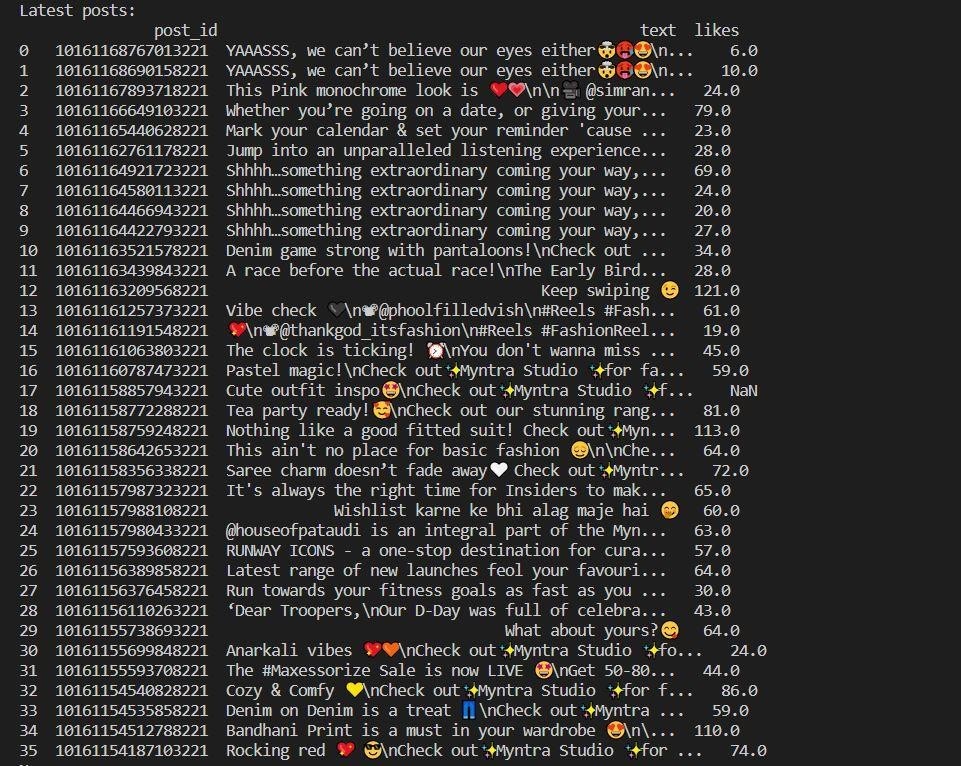 Latest posts:
post_id text likes
0 10161168767013221 YAAASSS, we can’t believe our eyes either🤯🥵🤩\n... 6.0
1 10161168690158221 YAAASSS, we can’t believe our eyes either🤯🥵🤩\n... 10.0
2 10161167893718221 This Pink monochrome look is ❤️💗\n\n🎥 @simran... 24.0
3 10161166649103221 Whether you’re going on a date, or giving your... 79.0
4 10161165440628221 Mark your calendar & set your reminder 'cause ... 23.0
5 10161162761178221 Jump into an unparalleled listening experience... 28.0
6 10161164921723221 Shhhh…something extraordinary coming your way,... 69.0
7 10161164580113221 Shhhh…something extraordinary coming your way,... 24.0
8 10161164466943221 Shhhh…something extraordinary coming your way,... 20.0
9 10161164422793221 Shhhh…something extraordinary coming your way,... 27.0
10 10161163521578221 Denim game strong with pantaloons!\nCheck out ... 34.0
11 10161163439843221 A race before the actual race!\nThe Early Bird... 28.0
12 10161163209568221 Keep swiping 😉 121.0
13 10161161257373221 Vibe check 🖤\n📽@phoolfilledvish\n#Reels #Fash... 61.0
14 10161161191548221 💖\n📽@thankgod_itsfashion\n#Reels #FashionReel... 19.0
15 10161161063803221 The clock is ticking! ⏰\nYou don't wanna miss ... 45.0
16 10161160787473221 Pastel magic!\nCheck out✨Myntra Studio ✨for fa... 59.0
17 10161158857943221 Cute outfit inspo🤩\nCheck out✨Myntra Studio ✨f... NaN
18 10161158772288221 Tea party ready!🥰\nCheck out our stunning rang... 81.0
19 10161158759248221 Nothing like a good fitted suit! Check out✨Myn... 113.0
20 10161158642653221 This ain't no place for basic fashion 😌\n\nChe... 64.0
21 10161158356338221 Saree charm doesn’t fade away🤍 Check out✨Myntr... 72.0
22 10161157987323221 It's always the right time for Insiders to mak... 65.0
23 10161157988108221 Wishlist karne ke bhi alag maje hai 🤭 60.0
24 10161157980433221 @houseofpataudi is an integral part of the Myn... 63.0
25 10161157593608221 RUNWAY ICONS - a one-stop destination for cura... 57.0
26 10161156389858221 Latest range of new launches feol your favouri... 64.0
27 10161156376458221 Run towards your fitness goals as fast as you ... 30.0
28 10161156110263221 ‘Dear Troopers,\nOur D-Day was full of celebra... 43.0
29 10161155738693221 What about yours?😋 64.0
30 10161155699848221 Anarkali vibes 💖🧡\nCheck out✨Myntra Studio ✨fo... 24.0
31 10161155593708221 The #Maxessorize Sale is now LIVE 🤩\nGet 50-80... 44.0
32 10161154540828221 Cozy & Comfy 💛\nCheck out✨Myntra Studio ✨for f... 86.0
33 10161154535858221 Denim on Denim is a treat 👖\nCheck out✨Myntra ... 59.0
34 10161154512788221 Bandhani Print is a must in your wardrobe 😍\n\... 110.0
35 10161154187103221 Rocking red 💖 😎\nCheck out✨Myntra Studio ✨for ... 74.0